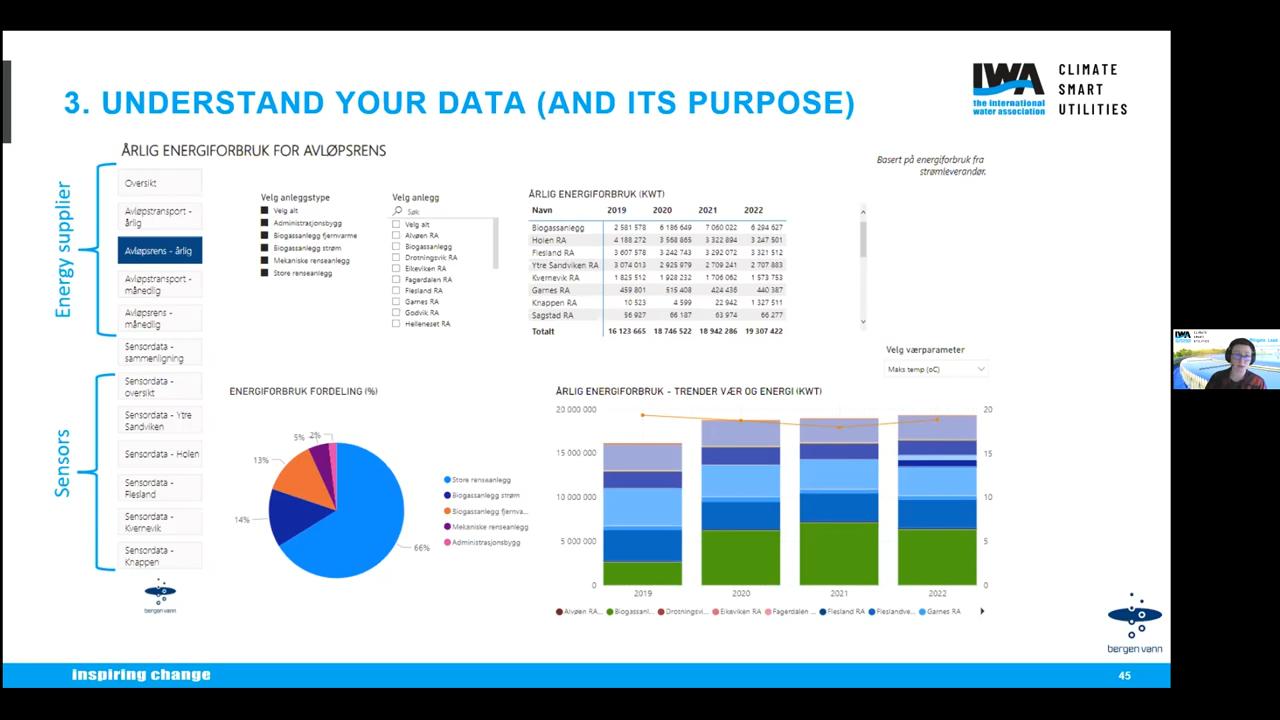 3. UNDERSTAND YOUR DATA (AND ITS PURPOSE)
IWA
the international
water association
CLIMATE
SMART
UTILITIES
ÅRLIG ENERGIFORBRUK FOR AVLØPSRENS
Basert på energiforbruk fra
strømleverandør.
Energy supplier
Sensors
Oversikt
Avløpstransport -
årlig
Avløpsrens - årlig
Avløpstransport -
månedlig
Avløpsrens -
månedlig
Sensordata -
sammenligning
Sensordata -
oversikt
Sensordata - Ytre
Sandviken
Sensordata - Holen
Sensordata -
Flesland
Sensordata -
Kvernevik
Sensordata -
Knappen
bergen vann
Velg anleggstype
Velg alt
Administrasjonsbygg
Biogassanlegg fjernvarme
Biogassanlegg strøm
Mekaniske renseanlegg
Store renseanlegg
Velg anlegg
Søk
Velg alt
Alvøen RA
Biogassanlegg
Drotningsvik RA
Eikeviken RA
Fagerdalen RA
Flesland RA
Garnes RA
Godvik RA
Helleneset RA
ÅRLIG ENERGIFORBRUK (KWT)
Navn 2019 2020 2021 2022
Biogassanlegg 2 581 578 6 186 649 7 060 022 6 294 627
Holen RA 4 188 272 3 568 865 3 322 894 3 247 501
Flesland RA 3 607 578 3 242 743 3 292 072 3 321 512
Ytre Sandviken RA 3 074 013 2 925 979 2 709 241 2 707 883
Kvernevik RA 1 825 512 1 928 232 1 706 062 1 573 753
Garnes RA 459 801 515 408 424 436 440 387
Knappen RA 10 523 4 599 22 942 1 327 511
Sagstad RA 56 927 66 187 63 974 66 277
Totalt 16 123 665 18 746 522 18 942 286 19 307 422
Velg værparameter
Maks temp (oC)
ENERGIFORBRUK FORDELING (%)
5% 2%
13%
14%
66%
Store renseanlegg
Biogassanlegg strøm
Biogassanlegg fjernva...
Mekaniske renseanlegg
Administrasjonsbygg
ÅRLIG ENERGIFORBRUK - TRENDER VÆR OG ENERGI (KWT)
20 000 000 20
15 000 000 15
10 000 000 10
5 000 000 5
0 0
2019 2020 2021 2022
Alvøen RA... Biogassanl... Drotningsvi... Eikeviken RA Fagerdalen ... Flesland RA Fleslandve... Garnes RA
bergen vann
inspiring change
45